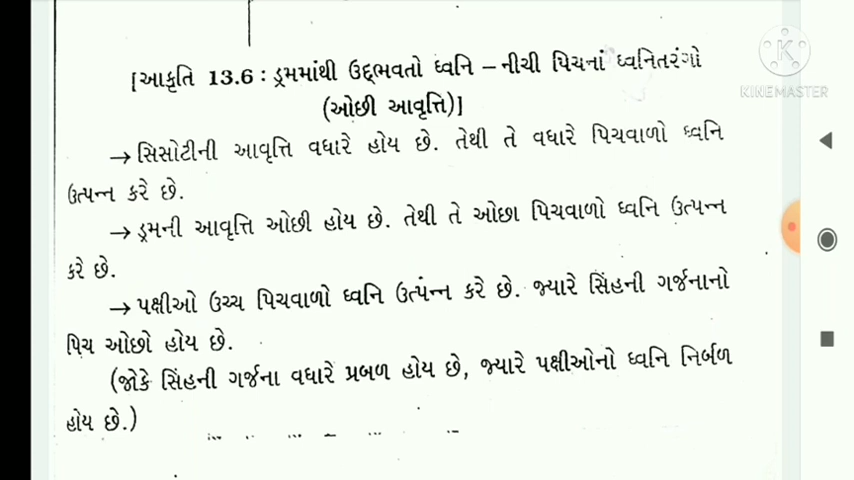 [આકૃતિ 13.6 : ડ્રમમાંથી ઉદ્દભવતો ધ્વનિ – નીચી પિચનાં ધ્વનિતરંગો
(ઓછી આવૃત્તિ)]
→ સિસોટીની આવૃત્તિ વધારે હોય છે. તેથી તે વધારે પિચવાળો ધ્વનિ
ઉત્પન્ન કરે છે.
→ ડ્રમની આવૃત્તિ ઓછી હોય છે. તેથી તે ઓછા પિચવાળો ધ્વનિ ઉત્પન્ન
કરે છે.
→ પક્ષીઓ ઉચ્ચ પિચવાળો ધ્વનિ ઉત્પન્ન કરે છે. જ્યારે સિંહની ગર્જનાનો
પિચ ઓછો હોય છે.
(જોકે સિંહની ગર્જના વધારે પ્રબળ હોય છે, જ્યારે પક્ષીઓનો ધ્વનિ નિર્બળ
હોય છે.)
K
KINEMASTER